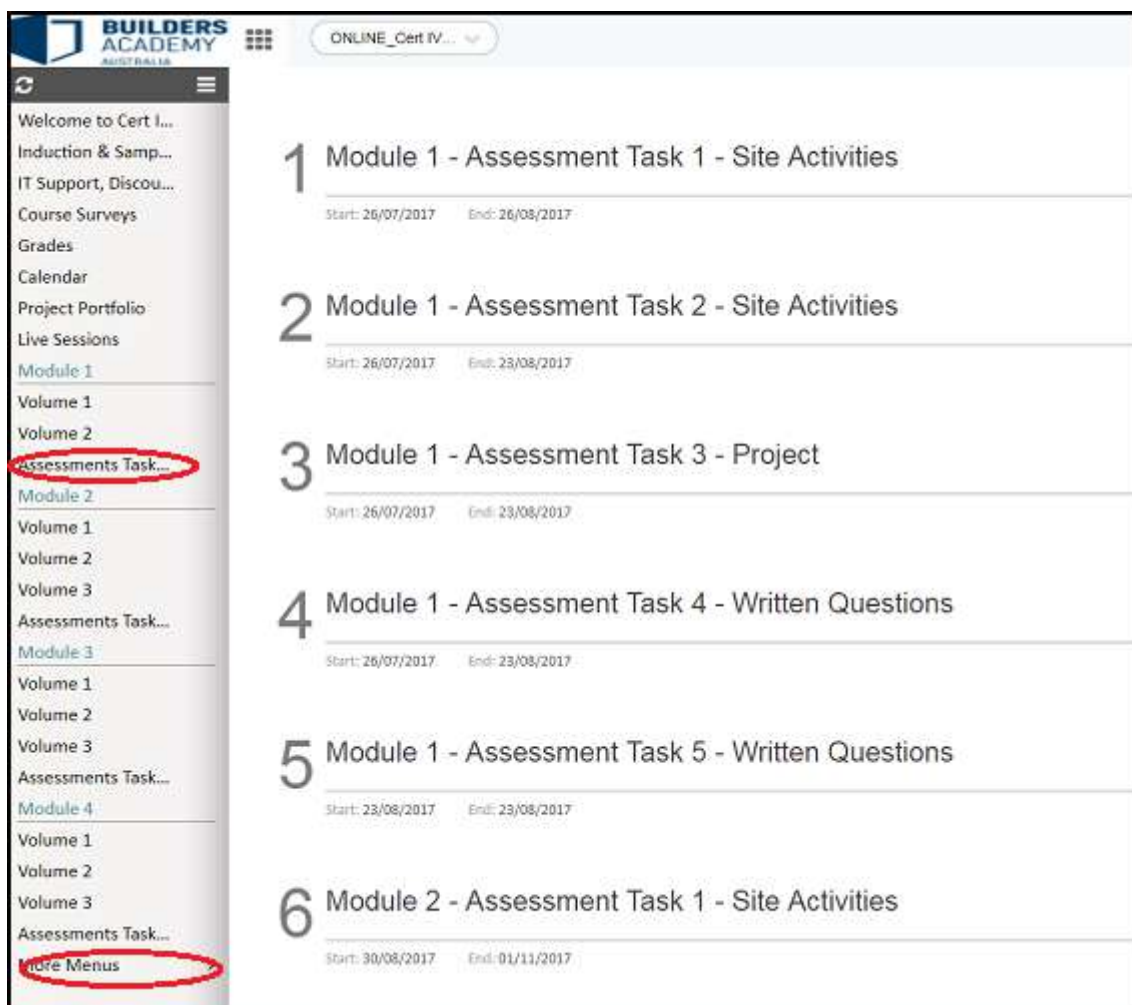 BUILDERS
ACADEMY
AUSTRALIA
ONLINE_Cert IV...
Welcome to Cert I...
Induction & Samp...
IT Support, Discou...
Course Surveys
Grades
Calendar
Project Portfolio
Live Sessions
Module 1
Volume 1
Volume 2
Assessments Task...
Module 2
Volume 1
Volume 2
Volume 3
Assessments Task...
Module 3
Volume 1
Volume 2
Volume 3
Assessments Task...
Module 4
Volume 1
Volume 2
Volume 3
Assessments Task...
More Menus
1 Module 1 - Assessment Task 1 - Site Activities
Start: 26/07/2017 End: 26/08/2017
2 Module 1 - Assessment Task 2 - Site Activities
Start: 26/07/2017 End: 23/08/2017
3 Module 1 - Assessment Task 3 - Project
Start: 26/07/2017 End: 23/08/2017
4 Module 1 - Assessment Task 4 - Written Questions
Start: 26/07/2017 End: 23/08/2017
5 Module 1 - Assessment Task 5 - Written Questions
Start: 23/08/2017 End: 23/08/2017
6 Module 2 - Assessment Task 1 - Site Activities
Start: 30/08/2017 End: 01/11/2017